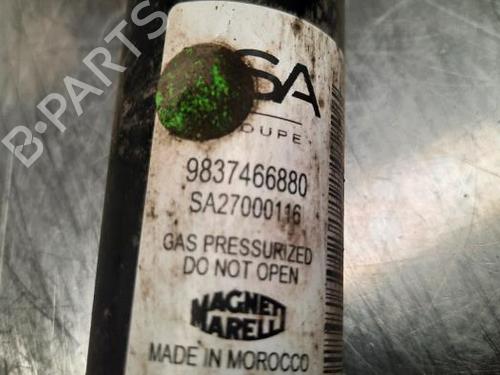 SA
OUPE
9837466880
SA27000116
GAS PRESSURIZED
DO NOT OPEN
MAGNETI
MARELLI
MADE IN MOROCCO
B-PARTS